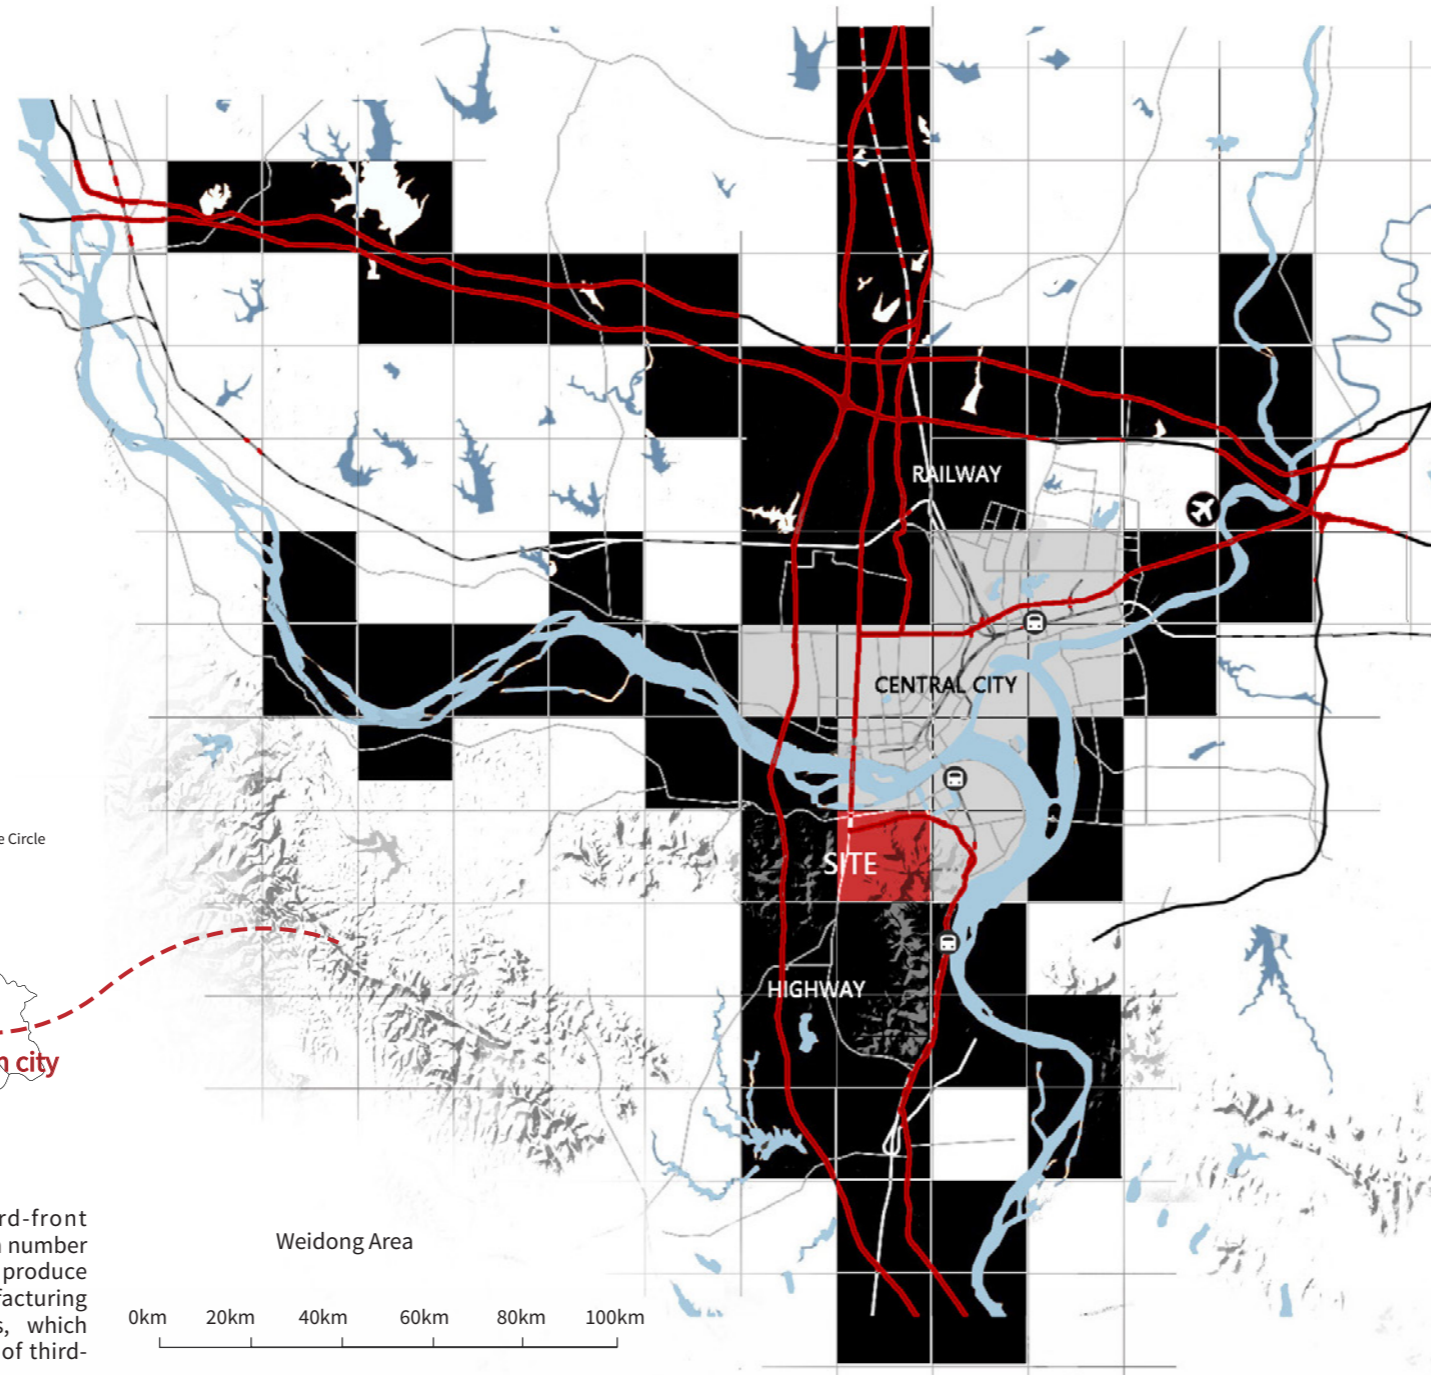 RAILWAY
CENTRAL CITY
e Circle
SITE
HIGHWAY
city
rd-front
number
produce
facturing
s, which
of third-
Weidong Area
0km 20km 40km 60km 80km 100km